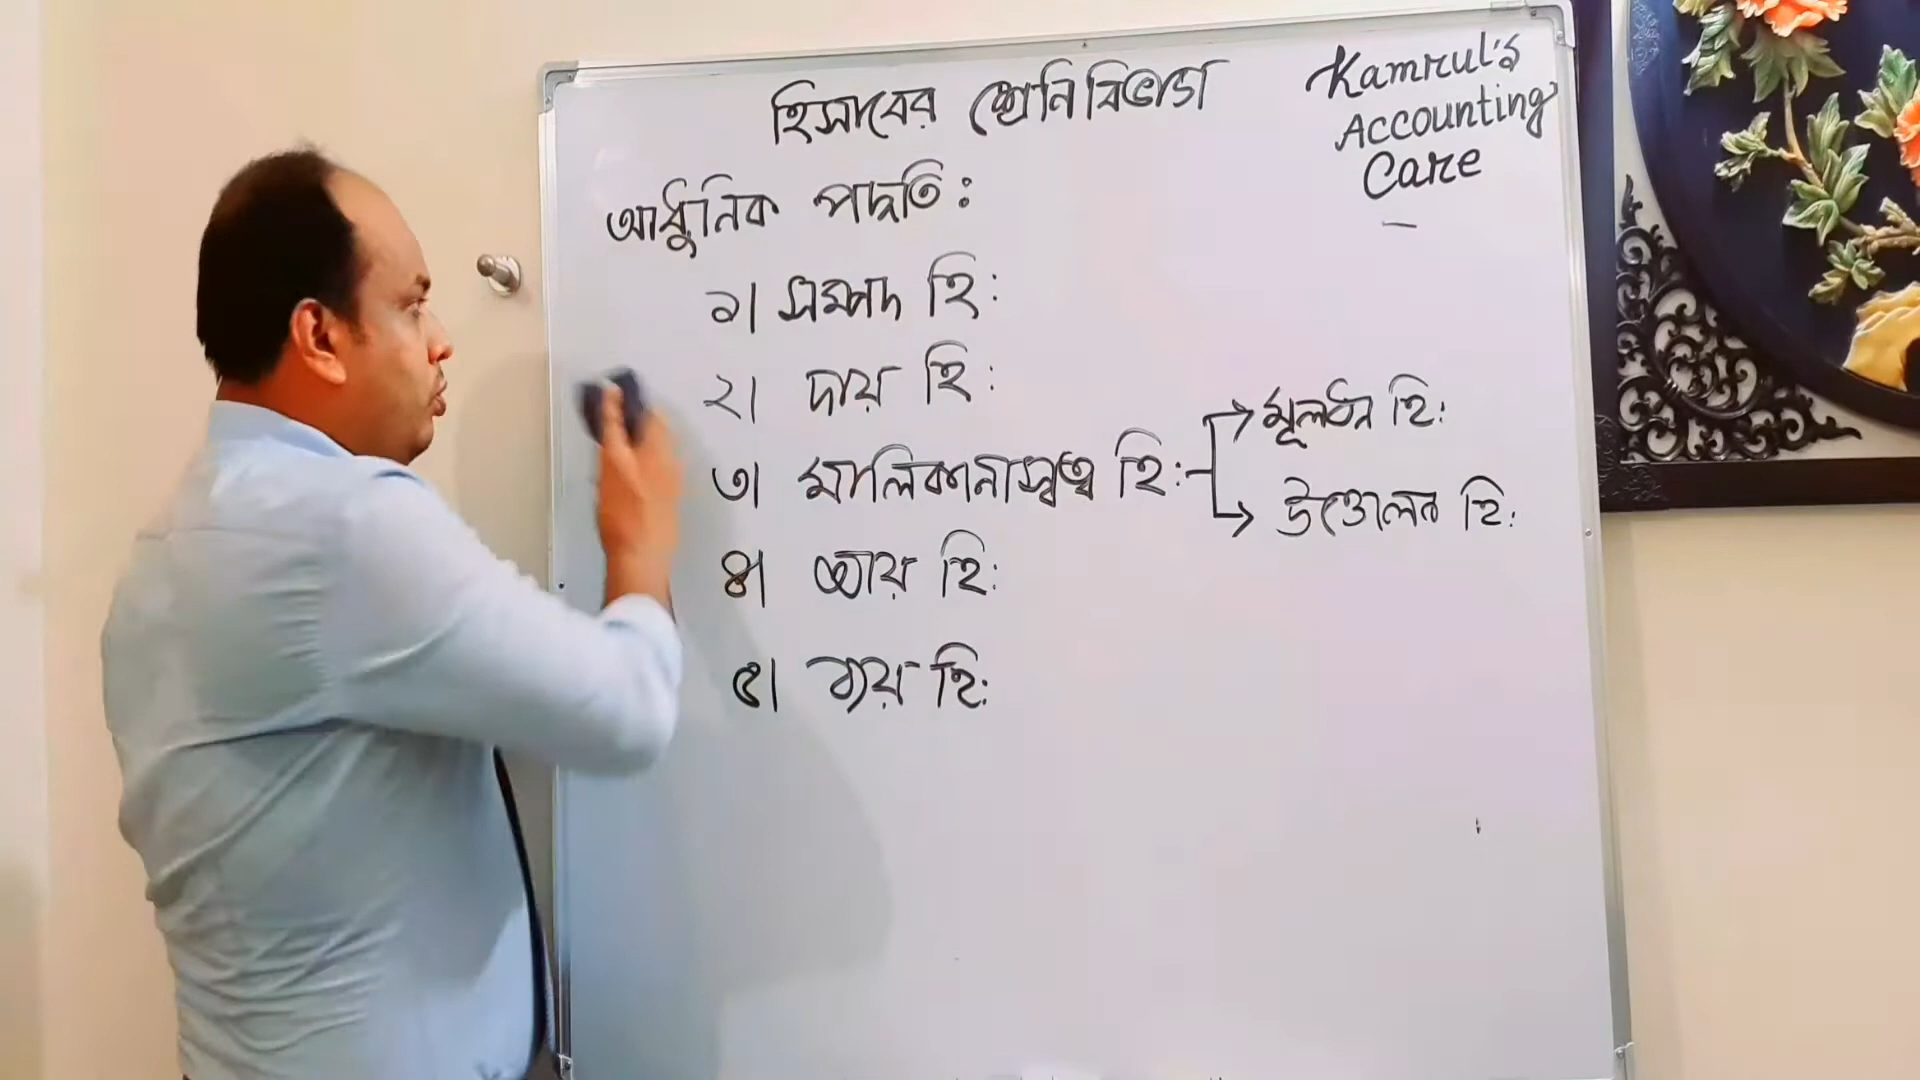 হিসাবের শ্রেনি বিভাগ
Kamrul's
Accounting
Care
আধুনিক পদ্ধতি:
১। সম্পদ হি:
২। দায় হি:
৩। মালিকানাস্বত্ব হি:
মূলধন হি:
উত্তোলন হি:
৪। আয় হি:
৫। ব্যয় হি: